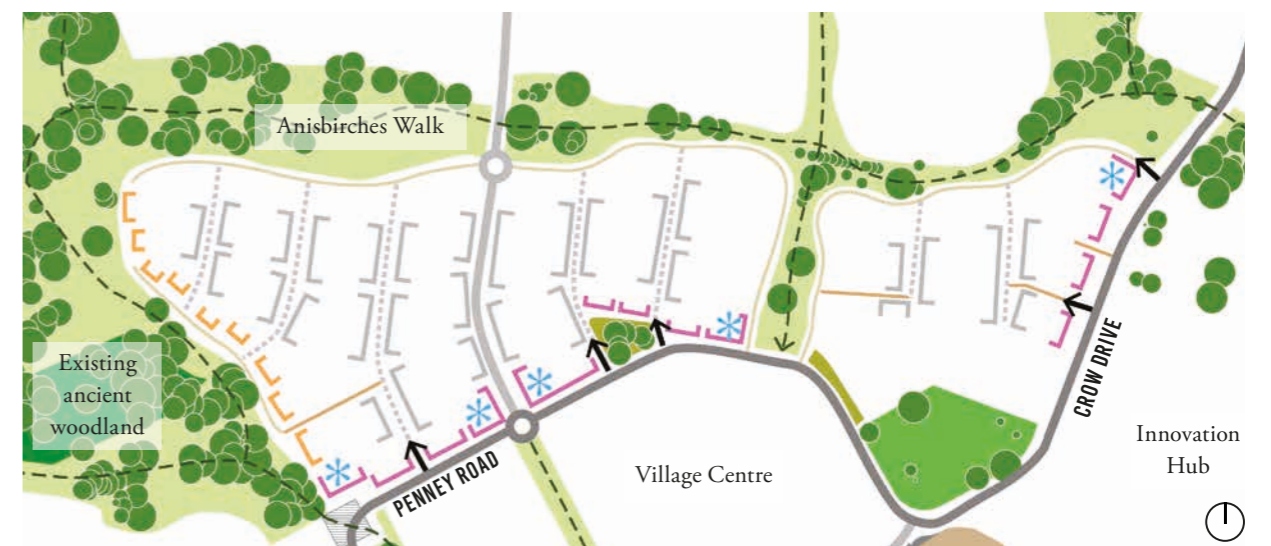 Anisbirches Walk
Existing
ancient
woodland
PENNEY ROAD
Village Centre
CROW DRIVE
Innovation
Hub